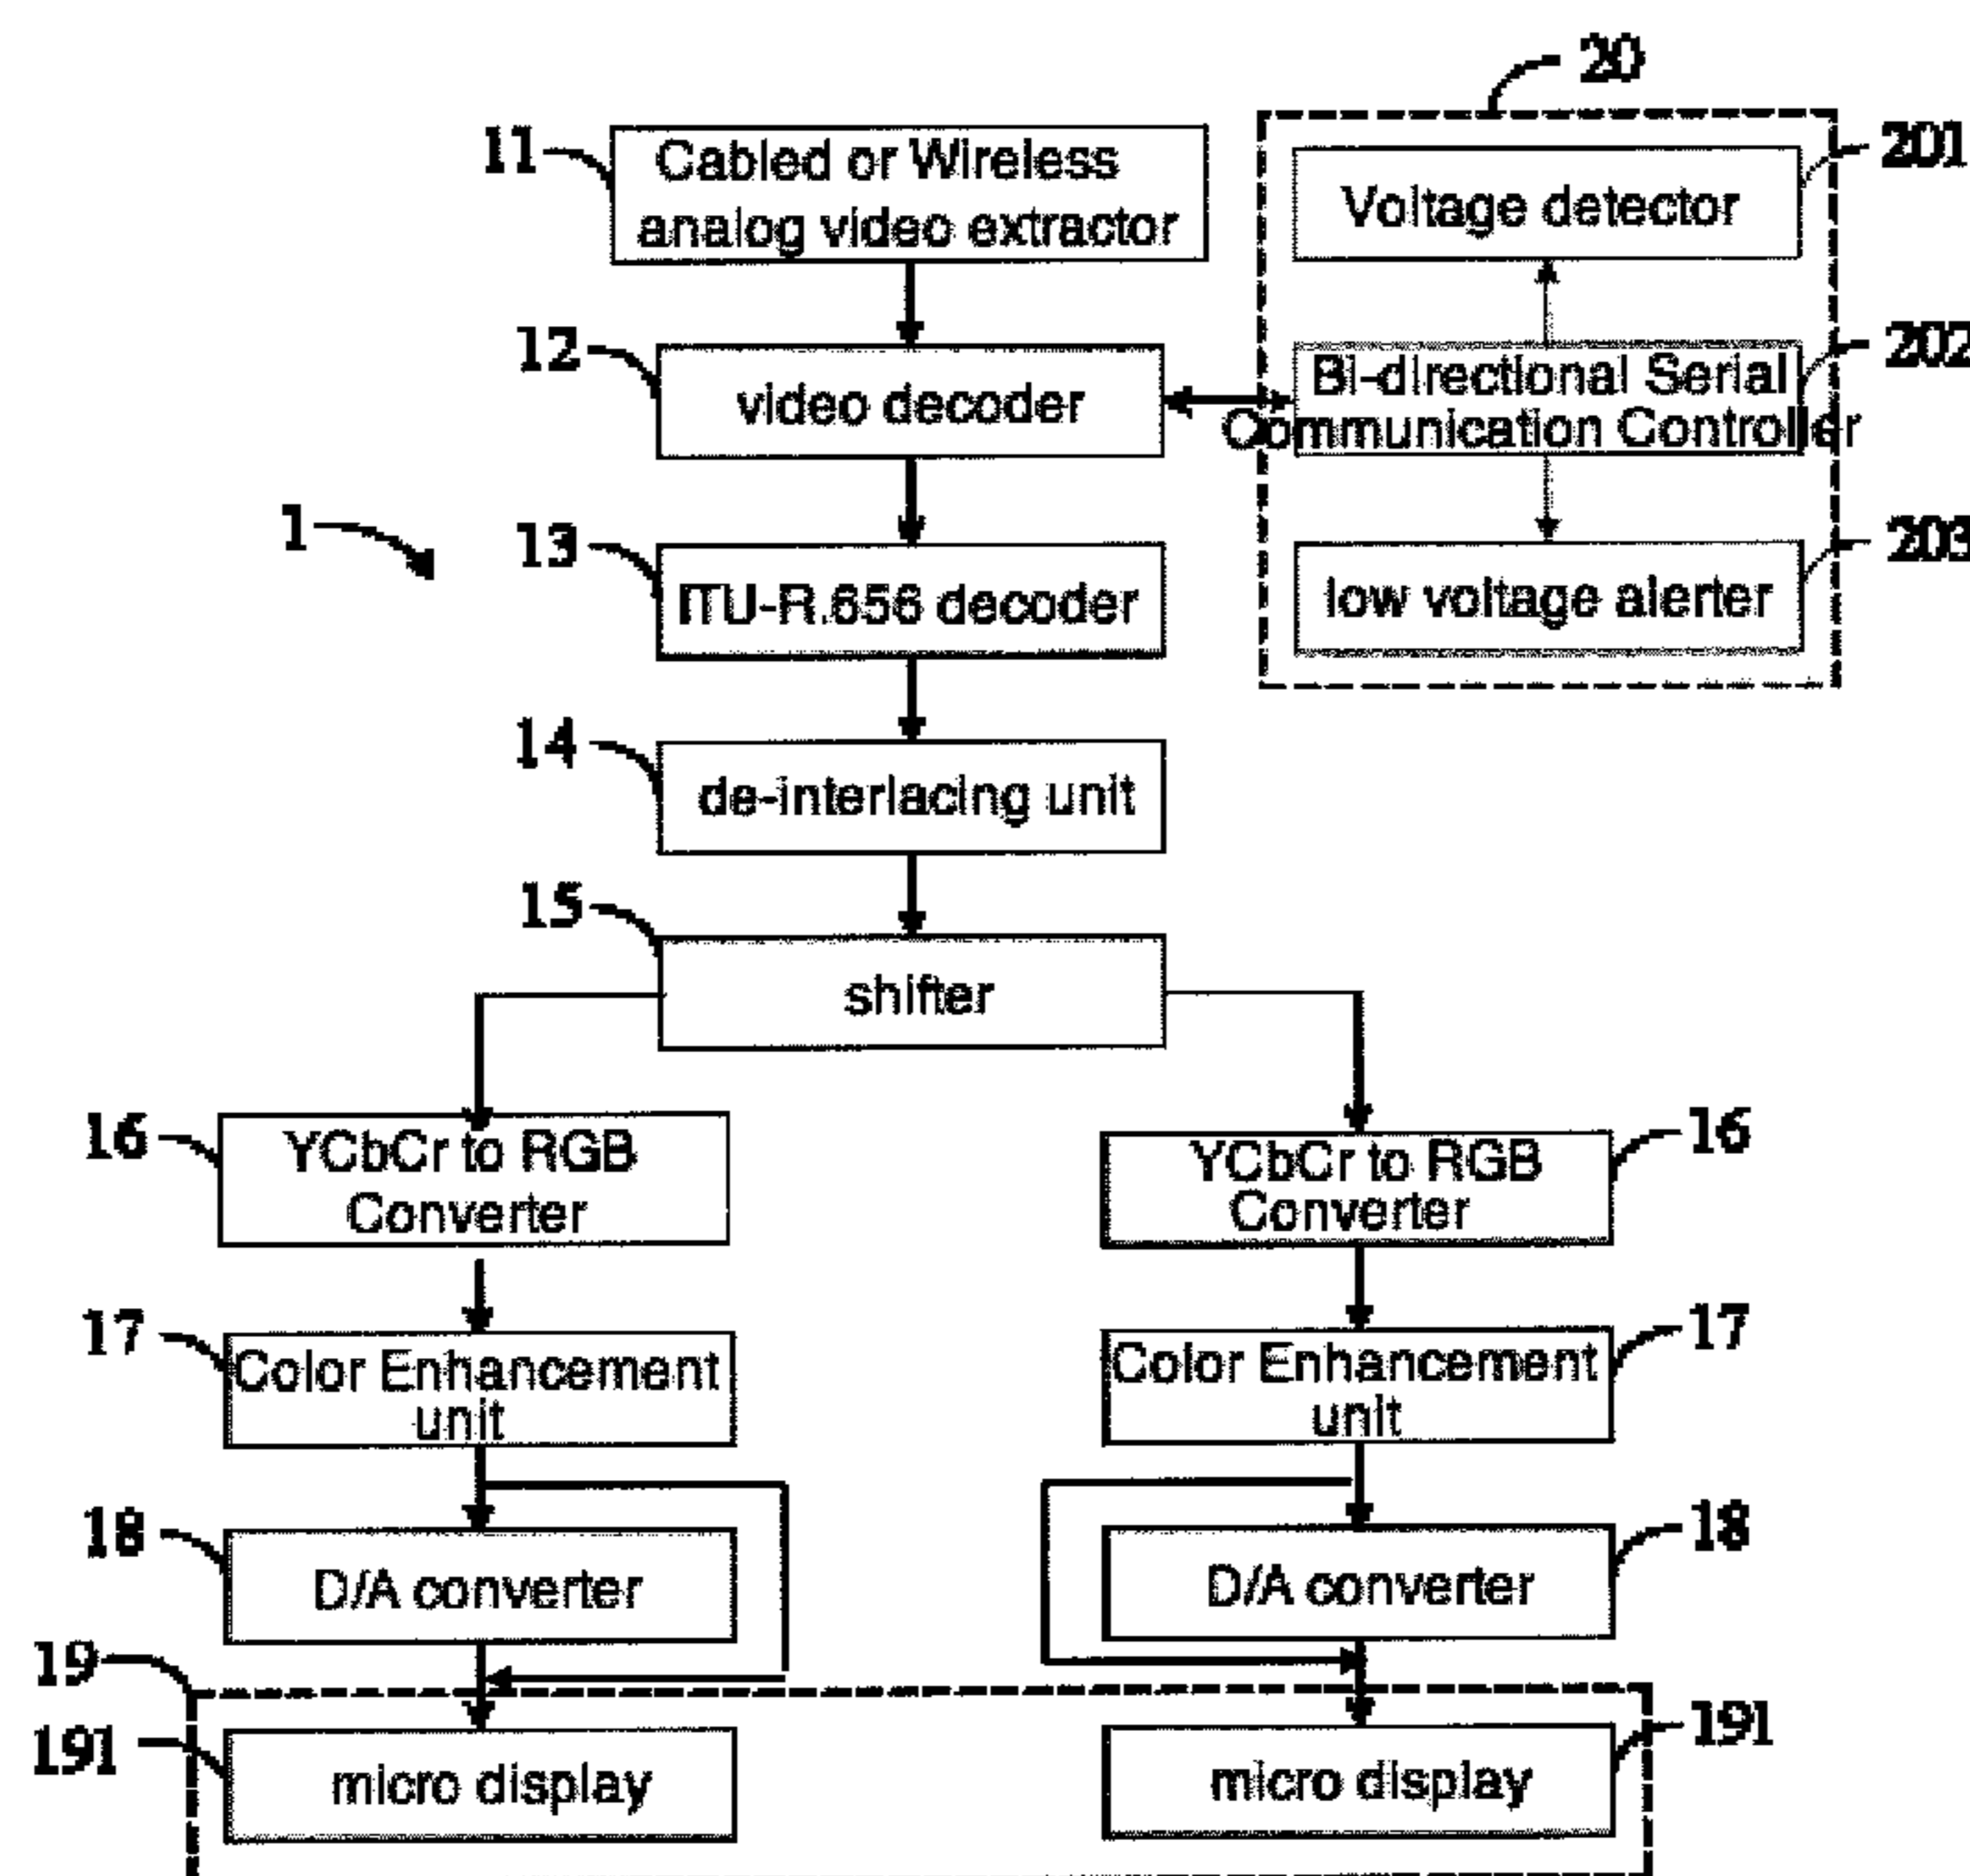 20
11
Cabled or Wireless
analog video extractor
201
Voltage detector
12
video decoder
202
Bi-directional Serial
Communication Controller
1
13
ITU-R.656 decoder
203
low voltage alerter
14
de-interlacing unit
15
shifter
16
YCbCr to RGB
Converter
YCbCr to RGB
Converter
16
17
Color Enhancement
unit
Color Enhancement
unit
17
18
D/A converter
D/A converter
18
19
191
micro display
micro display
191